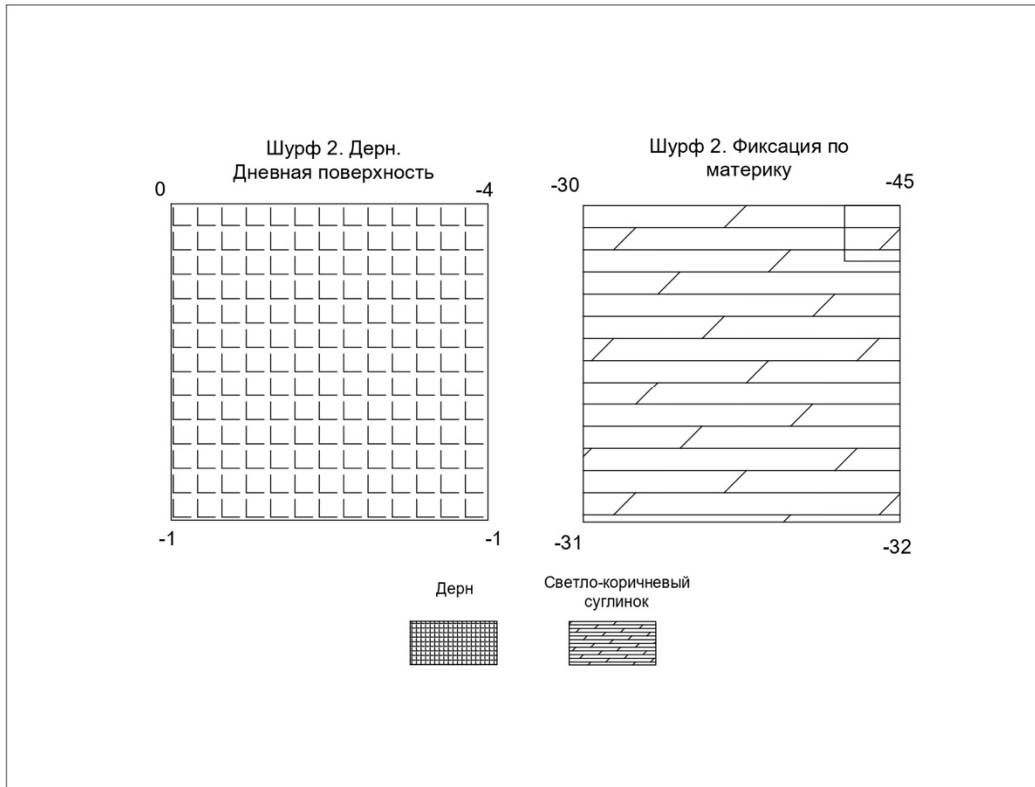 Шурф 2. Дерн.
Дневная поверхность
0
-4
-1
-1
Шурф 2. Фиксация по
материку
-30
-45
-31
-32
Дерн
Светло-коричневый
суглинок